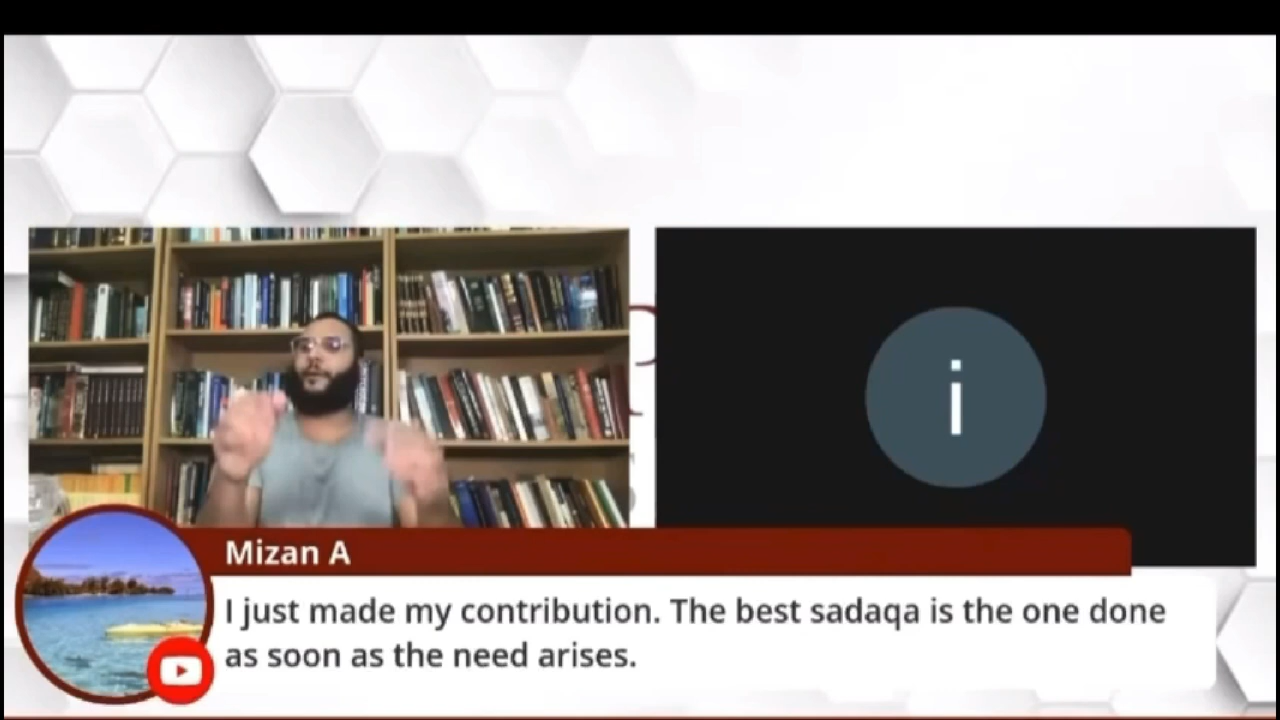 i
Mizan A
I just made my contribution. The best sadaqa is the one done
as soon as the need arises.